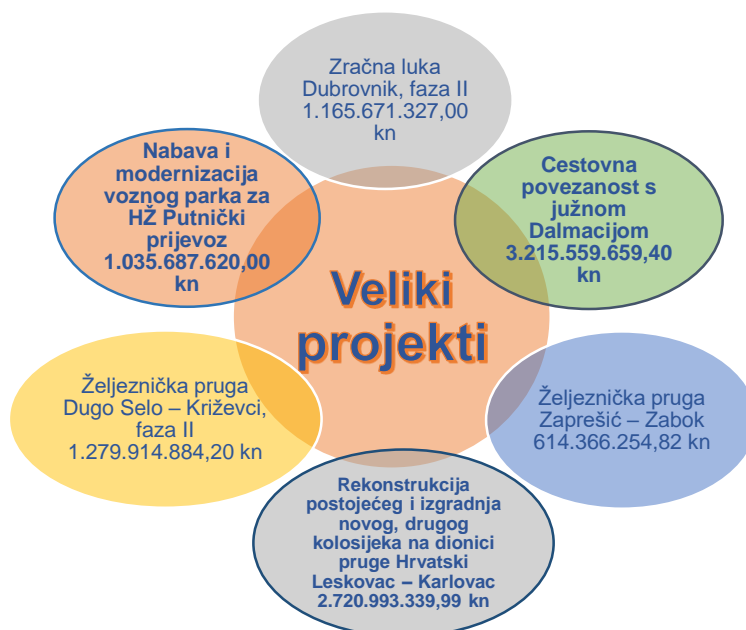 Zračna luka
Dubrovnik, faza II
1.165.671.327,00
kn
Nabava i
modernizacija
voznog parka za
HŽ Putnički
prijevoz
1.035.687.620,00
kn
Cestovna
povezanost s
južnom
Dalmacijom
3.215.559.659,40
kn
Veliki
projekti
Željeznička pruga
Dugo Selo – Križevci,
faza II
1.279.914.884,20 kn
Željeznička pruga
Zaprešić – Zabok
614.366.254,82 kn
Rekonstrukcija
postojećeg i izgradnja
novog, drugog
kolosijeka na dionici
pruge Hrvatski
Leskovac – Karlovac
2.720.993.339,99 kn